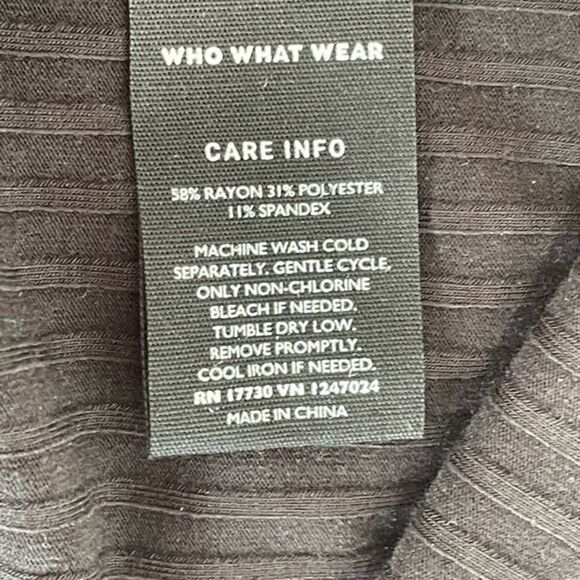 WHO WHAT WEAR
CARE INFO
58% RAYON 31% POLYESTER
11% SPANDEX
MACHINE WASH COLD
SEPARATELY. GENTLE CYCLE,
ONLY NON-CHLORINE
BLEACH IF NEEDED.
TUMBLE DRY LOW.
REMOVE PROMPTLY.
COOL IRON IF NEEDED.
RN 17730 VN 1247024
MADE IN CHINA